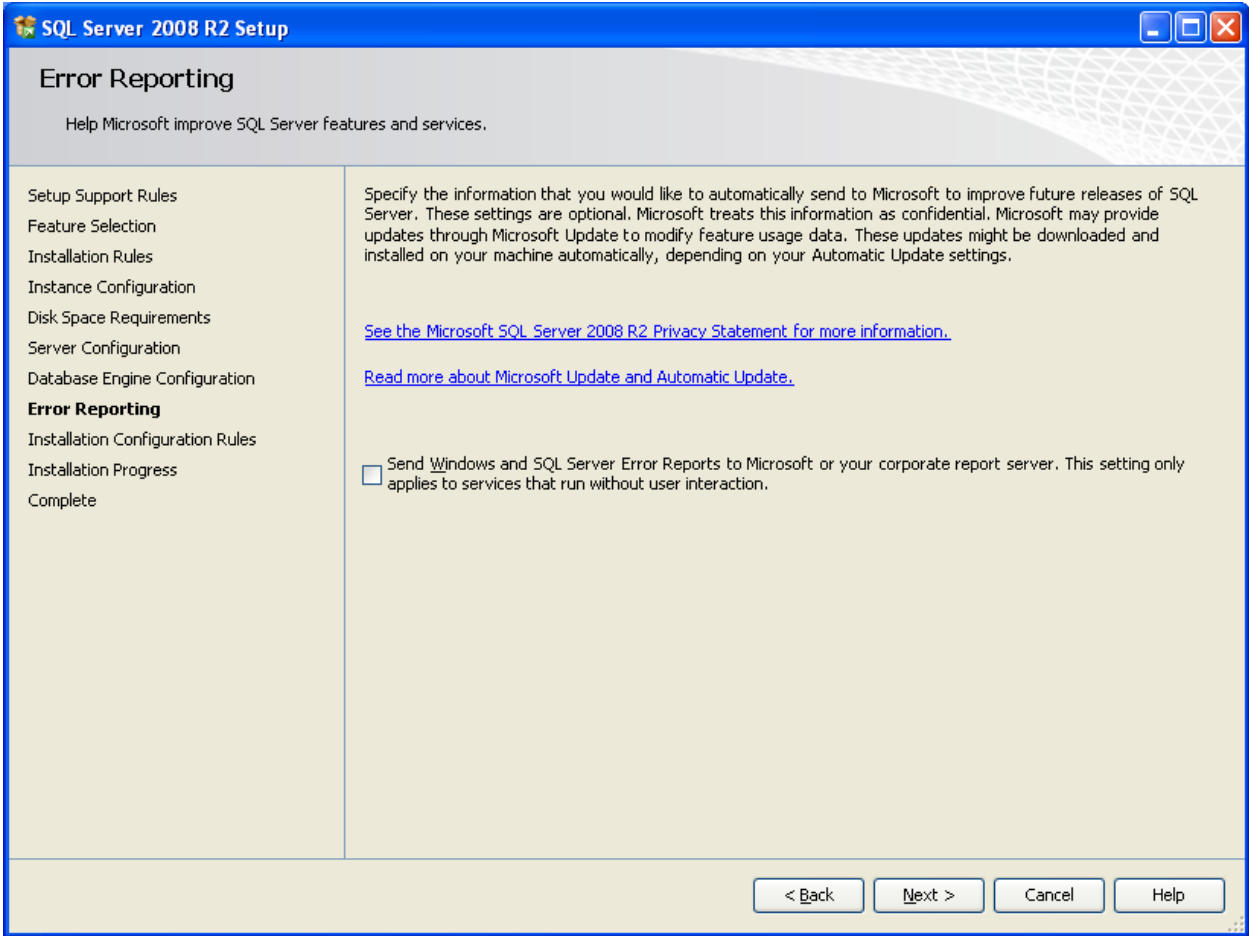 SQL Server 2008 R2 Setup
Error Reporting
Help Microsoft improve SQL Server features and services.
Setup Support Rules
Feature Selection
Installation Rules
Instance Configuration
Disk Space Requirements
Server Configuration
Database Engine Configuration
Error Reporting
Installation Configuration Rules
Installation Progress
Complete
Specify the information that you would like to automatically send to Microsoft to improve future releases of SQL
Server. These settings are optional. Microsoft treats this information as confidential. Microsoft may provide
updates through Microsoft Update to modify feature usage data. These updates might be downloaded and
installed on your machine automatically, depending on your Automatic Update settings.
See the Microsoft SQL Server 2008 R2 Privacy Statement for more information.
Read more about Microsoft Update and Automatic Update.
Send Windows and SQL Server Error Reports to Microsoft or your corporate report server. This setting only
applies to services that run without user interaction.
< Back
Next >
Cancel
Help